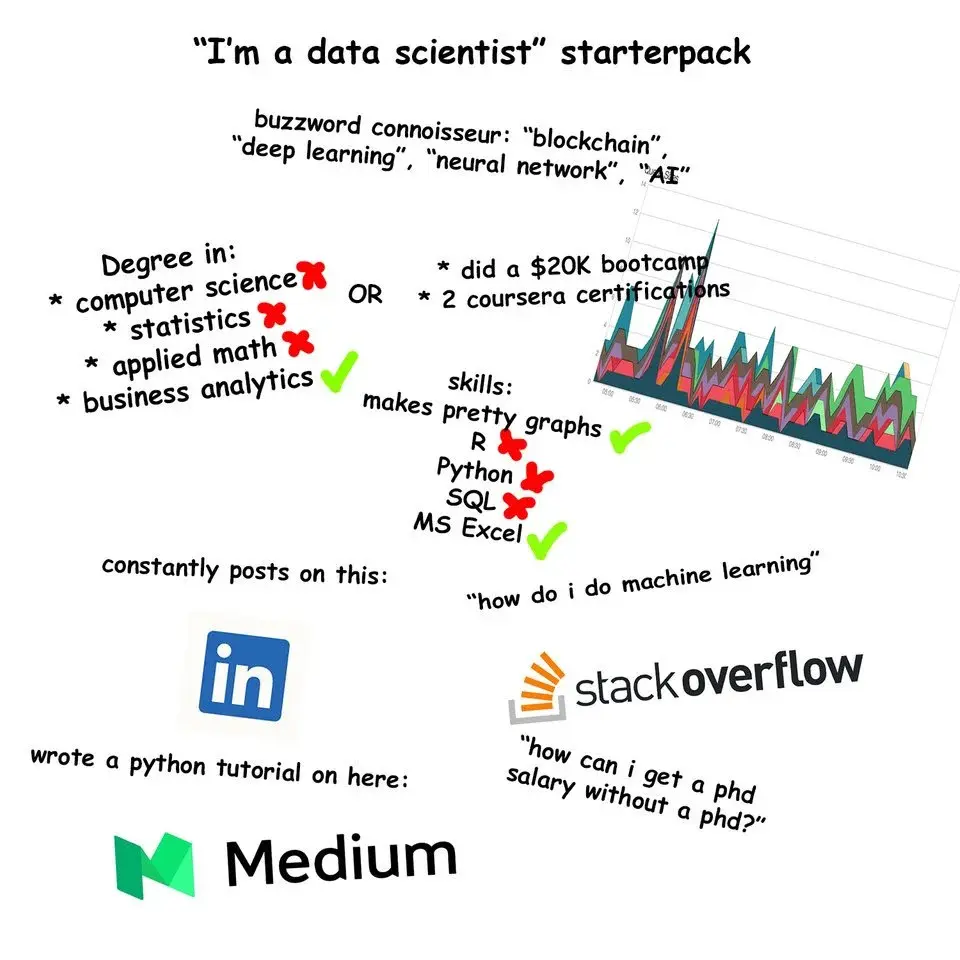 “I’m a data scientist” starterpack
buzzword connoisseur: “blockchain”,
“deep learning”, “neural network”, “AI”
Degree in:
* computer science
* statistics
* applied math
* business analytics
OR
* did a $20K bootcamp
* 2 coursera certifications
skills:
makes pretty graphs
R
Python
SQL
MS Excel
constantly posts on this:
in
“how do i do machine learning”
stackoverflow
wrote a python tutorial on here:
Medium
“how can i get a phd
salary without a phd?”